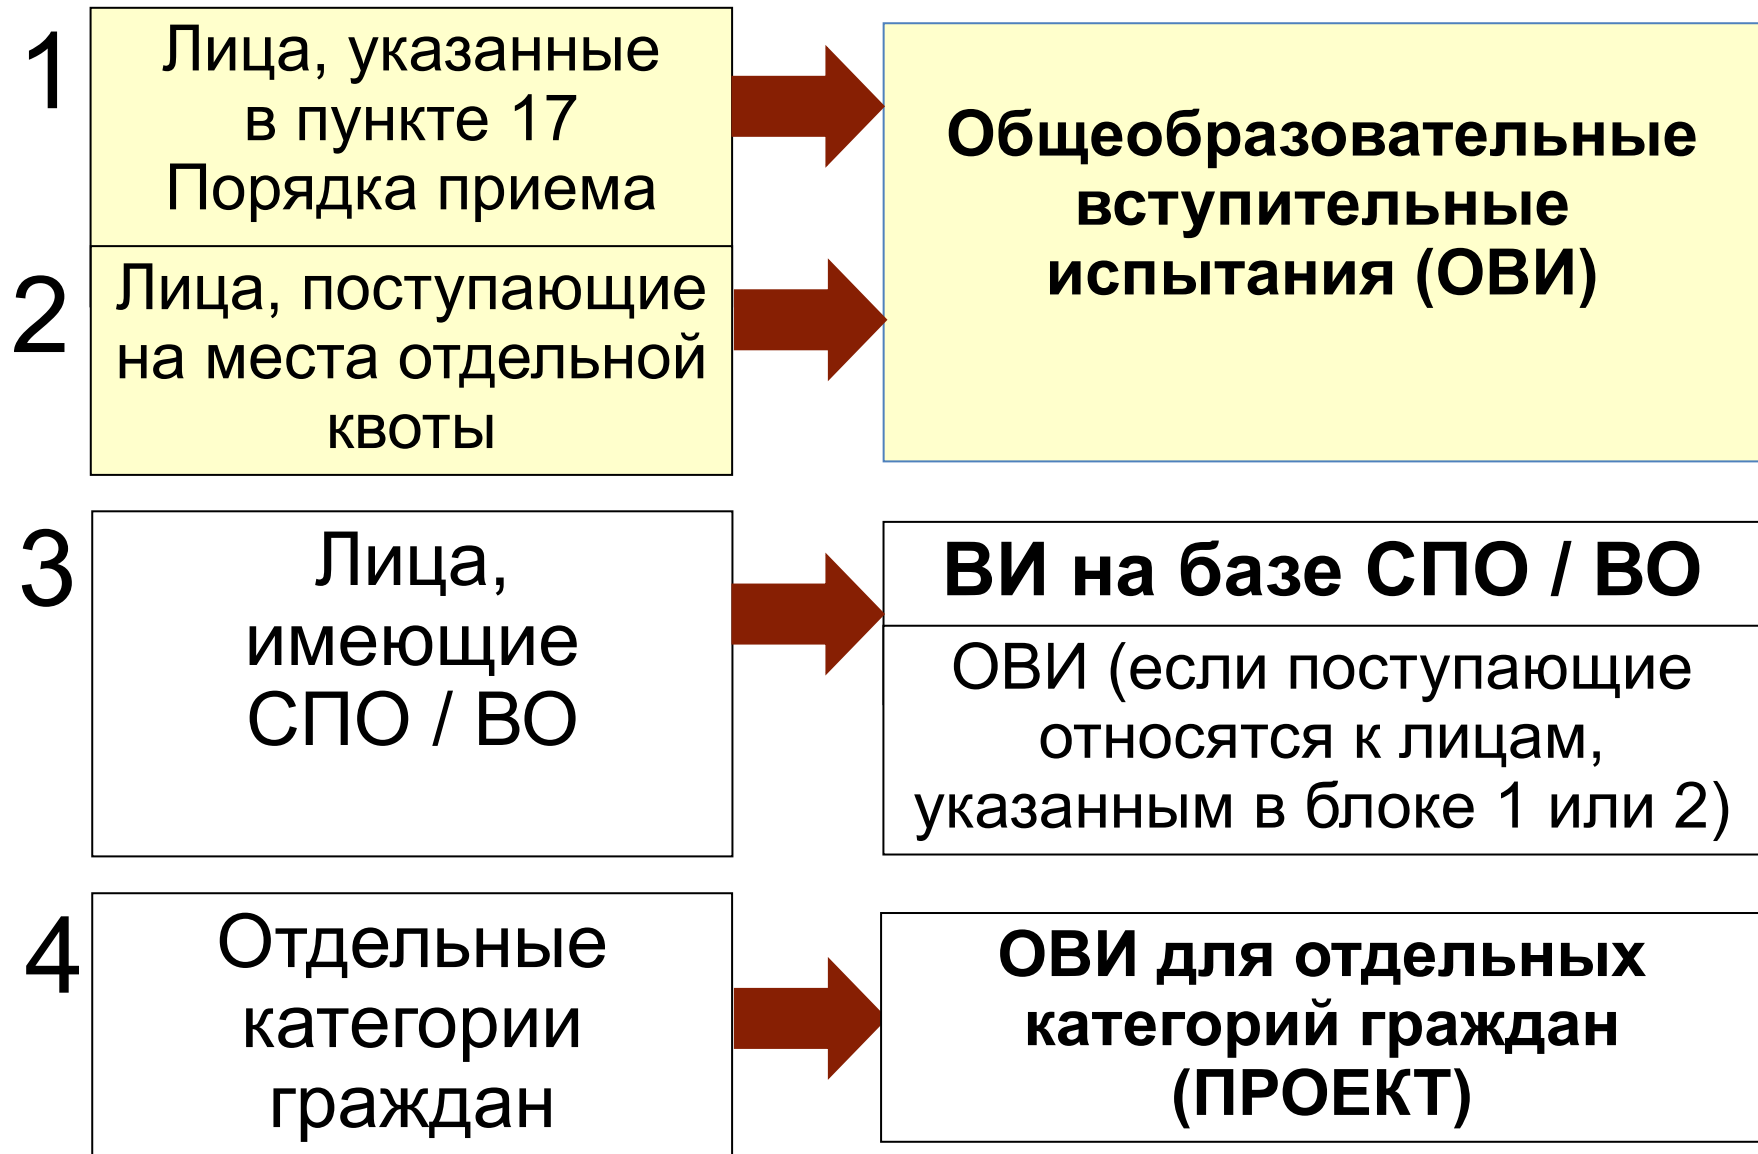 1
Лица, указанные
в пункте 17
Порядка приема
Общеобразовательные
вступительные
испытания (ОВИ)
2
Лица, поступающие
на места отдельной
квоты
3
Лица,
имеющие
СПО / ВО
ВИ на базе СПО / ВО
ОВИ (если поступающие
относятся к лицам,
указанным в блоке 1 или 2)
4
Отдельные
категории
граждан
ОВИ для отдельных
категорий граждан
(ПРОЕКТ)